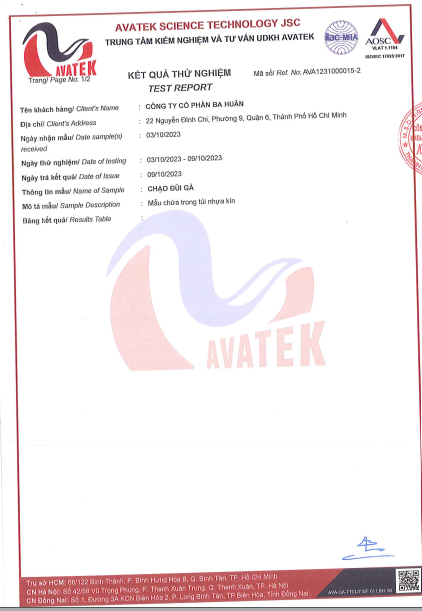 AVATEK SCIENCE TECHNOLOGY JSC
TRUNG TÂM KIỂM NGHIỆM VÀ TƯ VẤN UDKH AVATEK
AVATEK
ilac-MRA
AOSC
VLAT 1.1184
ISO/IEC 17025:2017
Trang/ Page No: 1/2
KẾT QUẢ THỬ NGHIỆM
Mã số/ Ref. No: AVA1231000015-2
TEST REPORT
Tên khách hàng/ Client's Name : CÔNG TY CỔ PHẦN BA HUÂN
Địa chỉ/ Client's Address : 22 Nguyễn Đình Chi, Phường 9, Quận 6, Thành Phố Hồ Chí Minh
Ngày nhận mẫu/ Date sample(s) : 03/10/2023
received
Ngày thử nghiệm/ Date of testing : 03/10/2023 - 09/10/2023
Ngày trả kết quả/ Date of Issue : 09/10/2023
Thông tin mẫu/ Name of Sample : CHẠO ĐÙI GÀ
Mô tả mẫu/ Sample Description : Mẫu chứa trong túi nhựa kín
Bảng kết quả/ Results Table :
AVATEK
Trụ sở HCM: 66/122 Bình Thành, P. Bình Hưng Hòa B, Q. Bình Tân, TP. Hồ Chí Minh
CN Hà Nội: Số 42/58 Vũ Trọng Phụng, P. Thanh Xuân Trung, Q. Thanh Xuân, TP. Hà Nội
CN Đồng Nai: Số 1, Đường 3A KCN Biên Hòa 2, P. Long Bình Tân, TP Biên Hòa, Tỉnh Đồng Nai